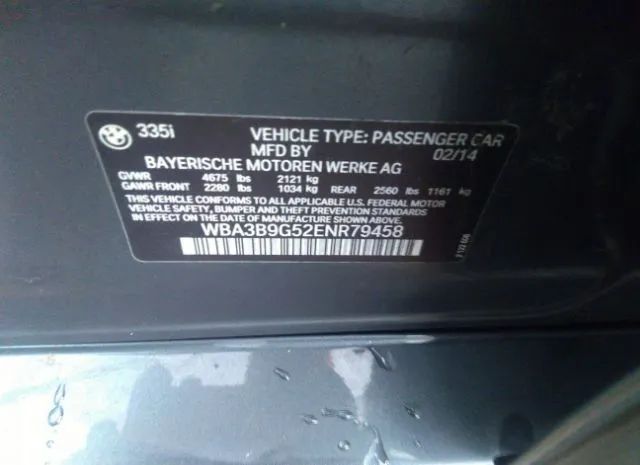 335i
VEHICLE TYPE: PASSENGER CAR
MFD BY 02/14
BAYERISCHE MOTOREN WERKE AG
GVWR 4675 lbs 2121 kg
GAWR FRONT 2280 lbs 1034 kg REAR 2560 lbs 1161 kg
THIS VEHICLE CONFORMS TO ALL APPLICABLE U.S. FEDERAL MOTOR
VEHICLE SAFETY, BUMPER, AND THEFT PREVENTION STANDARDS
IN EFFECT ON THE DATE OF MANUFACTURE SHOWN ABOVE.
WBA3B9G52ENR79458